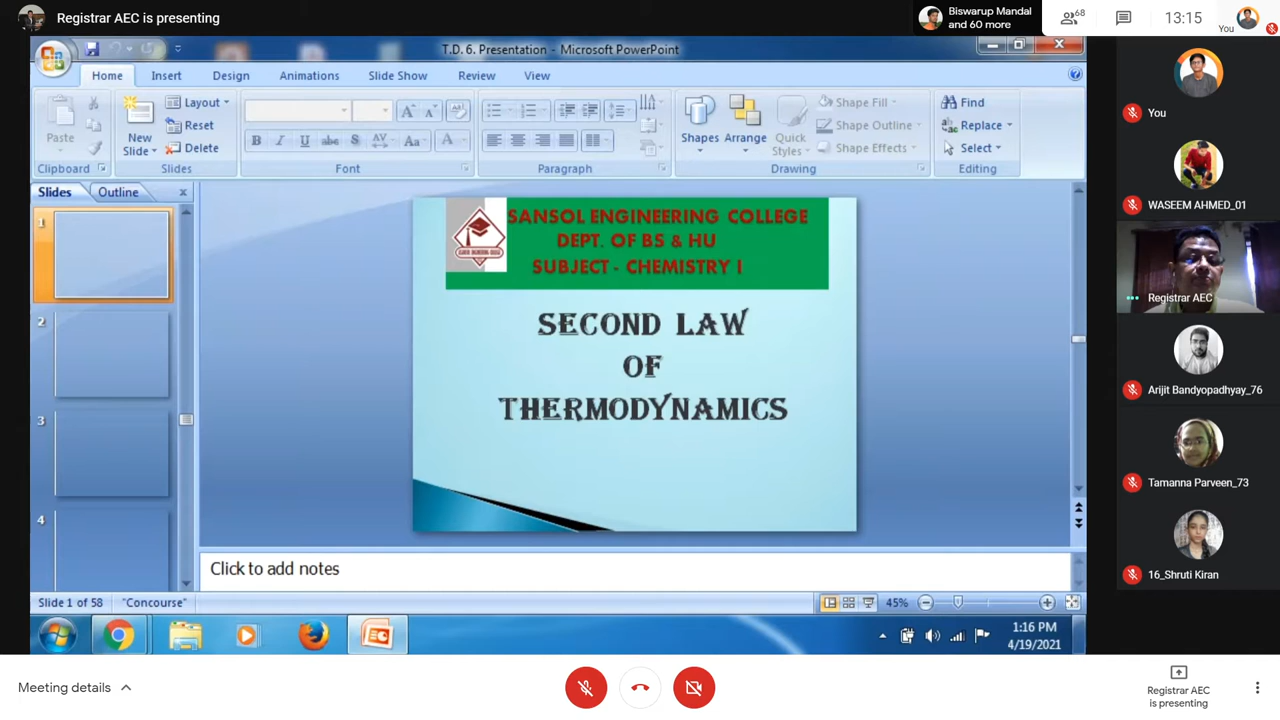 Registrar AEC is presenting
Biswarup Mandal
and 60 more
68
13:15
You
T.D. 6. Presentation - Microsoft PowerPoint
Home Insert Design Animations Slide Show Review View
Paste
Clipboard
New
Slide
Layout
Reset
Delete
Slides
B I U abe S AV Aa A
Font
Paragraph
Shapes
Arrange
Quick
Styles
Shape Fill
Shape Outline
Shape Effects
Drawing
Find
Replace
Select
Editing
Slides Outline
1
2
3
4
SANSOL ENGINEERING COLLEGE
DEPT. OF BS & HU
SUBJECT - CHEMISTRY I
SECOND LAW
OF
THERMODYNAMICS
Click to add notes
Slide 1 of 58 "Concourse" 45%
1:16 PM
4/19/2021
You
WASEEM AHMED_01
Registrar AEC
Arijit Bandyopadhyay_76
Tamanna Parveen_73
16_Shruti Kiran
Meeting details
Registrar AEC
is presenting